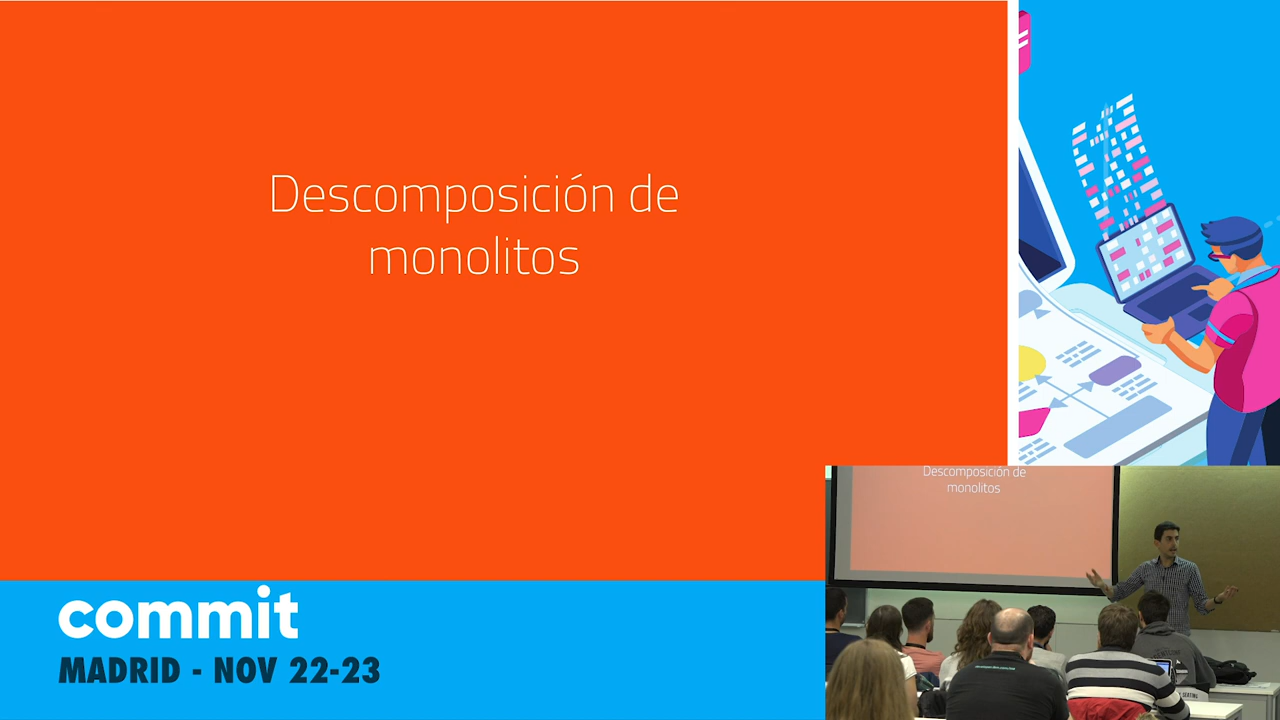 Descomposición de
monolitos
Descomposición de
monolitos
commit
MADRID - NOV 22-23